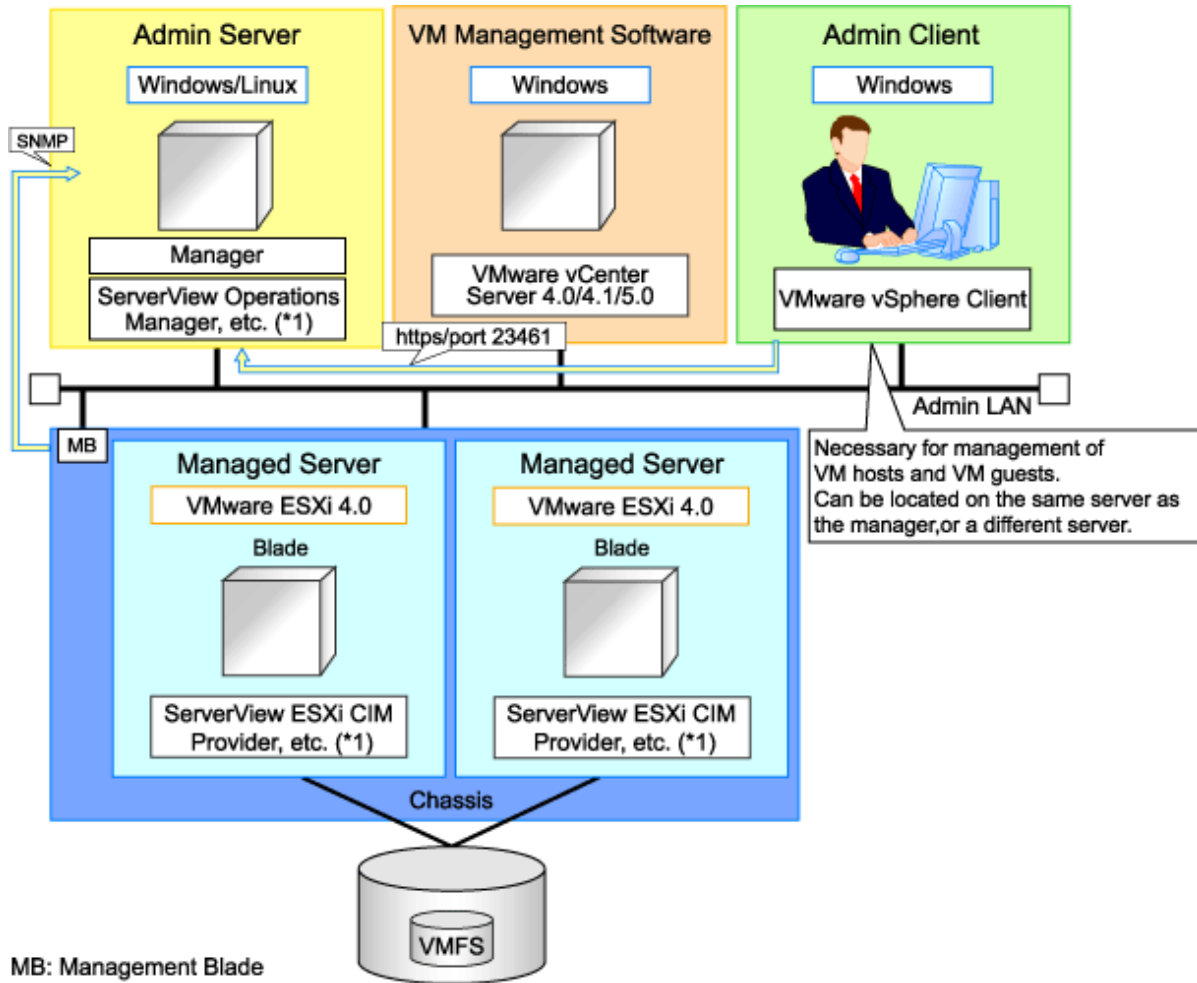 Admin Server
VM Management Software
Admin Client
Windows/Linux
Windows
Windows
SNMP
Manager
ServerView Operations
Manager, etc. (*1)
VMware vCenter
Server 4.0/4.1/5.0
VMware vSphere Client
https/port 23461
Admin LAN
MB
Necessary for management of
VM hosts and VM guests.
Can be located on the same server as
the manager,or a different server.
Managed Server
VMware ESXi 4.0
Blade
ServerView ESXi CIM
Provider, etc. (*1)
Managed Server
VMware ESXi 4.0
Blade
ServerView ESXi CIM
Provider, etc. (*1)
Chassis
VMFS
MB: Management Blade